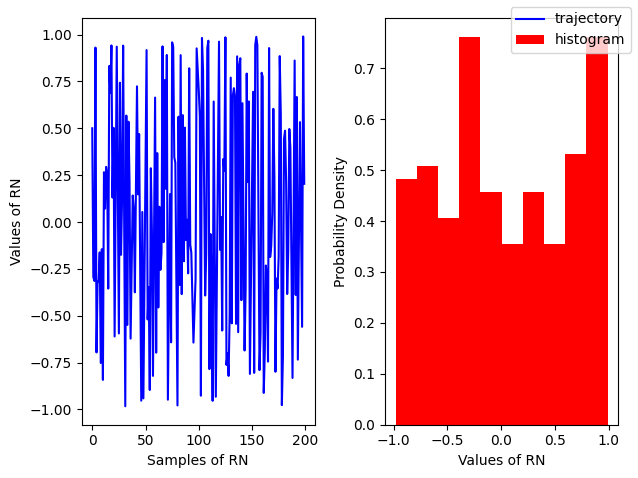 trajectory
histogram
1.00
0.75
0.50
0.25
0.00
−0.25
−0.50
−0.75
−1.00
Values of RN
0 50 100 150 200
Samples of RN
0.7
0.6
0.5
0.4
0.3
0.2
0.1
0.0
Probability Density
−1.0 −0.5 0.0 0.5 1.0
Values of RN